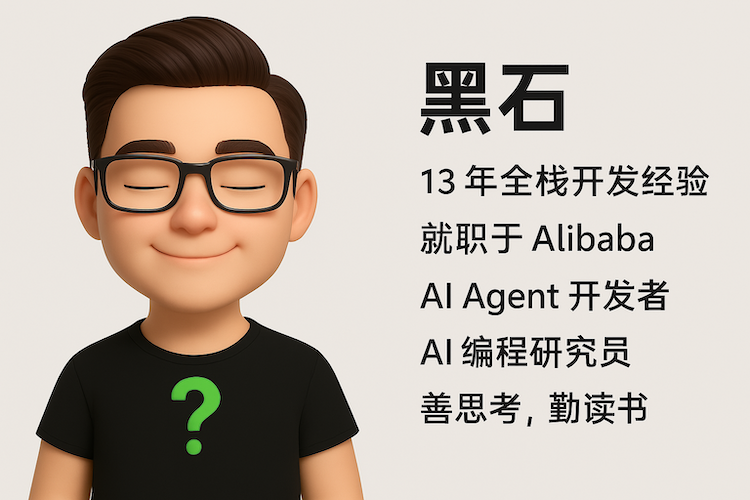 黑石
13 年全栈开发经验
就职于 Alibaba
AI Agent 开发者
AI 编程研究员
善思考, 勤读书
?